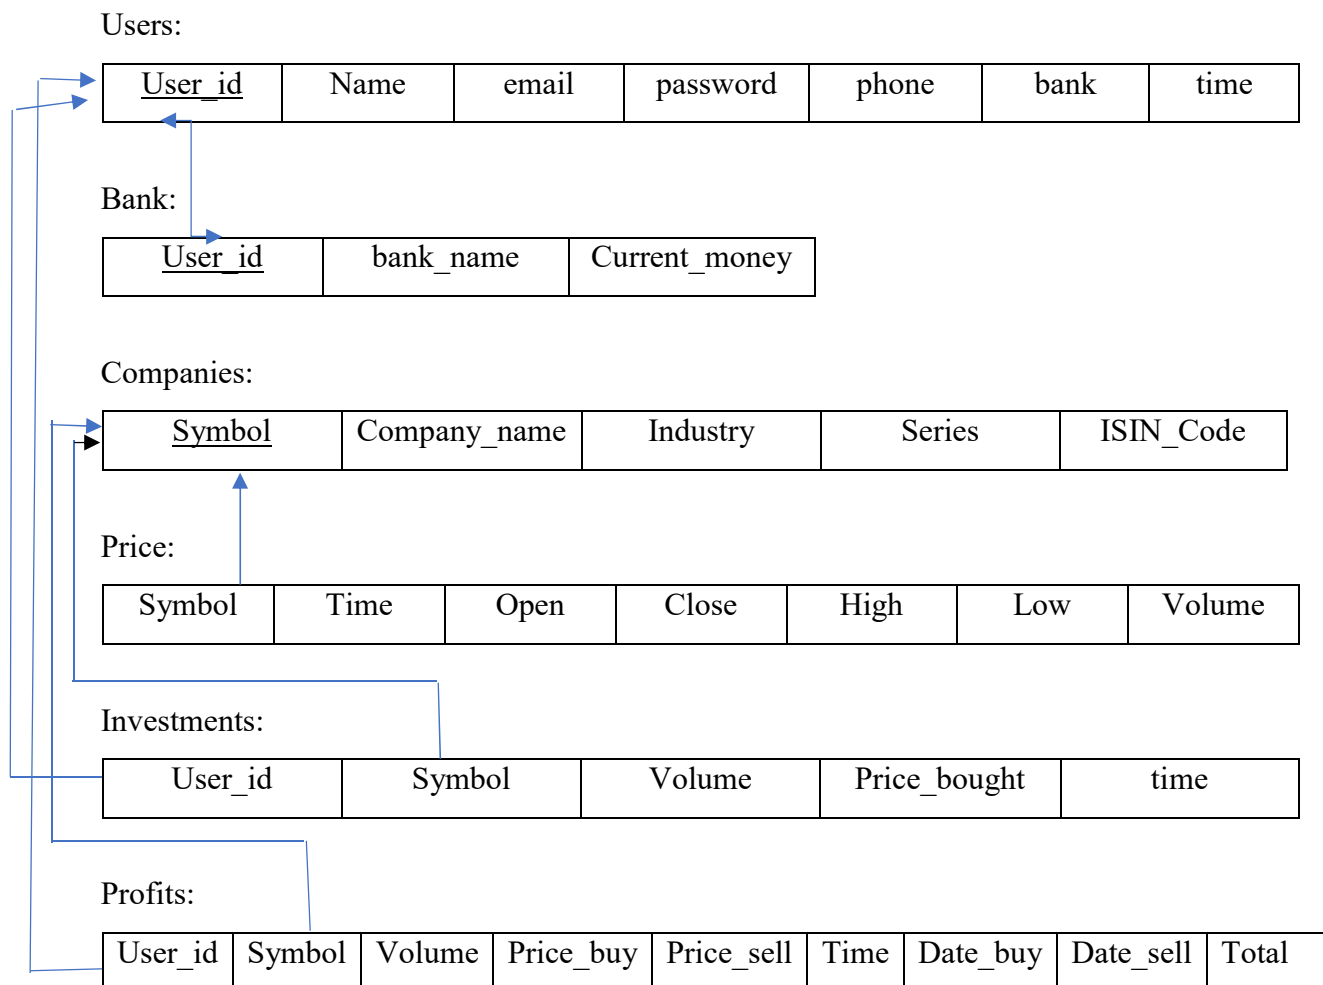 Users:
User_id Name email password phone bank time
Bank:
User_id bank_name Current_money
Companies:
Symbol Company_name Industry Series ISIN_Code
Price:
Symbol Time Open Close High Low Volume
Investments:
User_id Symbol Volume Price_bought time
Profits:
User_id Symbol Volume Price_buy Price_sell Time Date_buy Date_sell Total